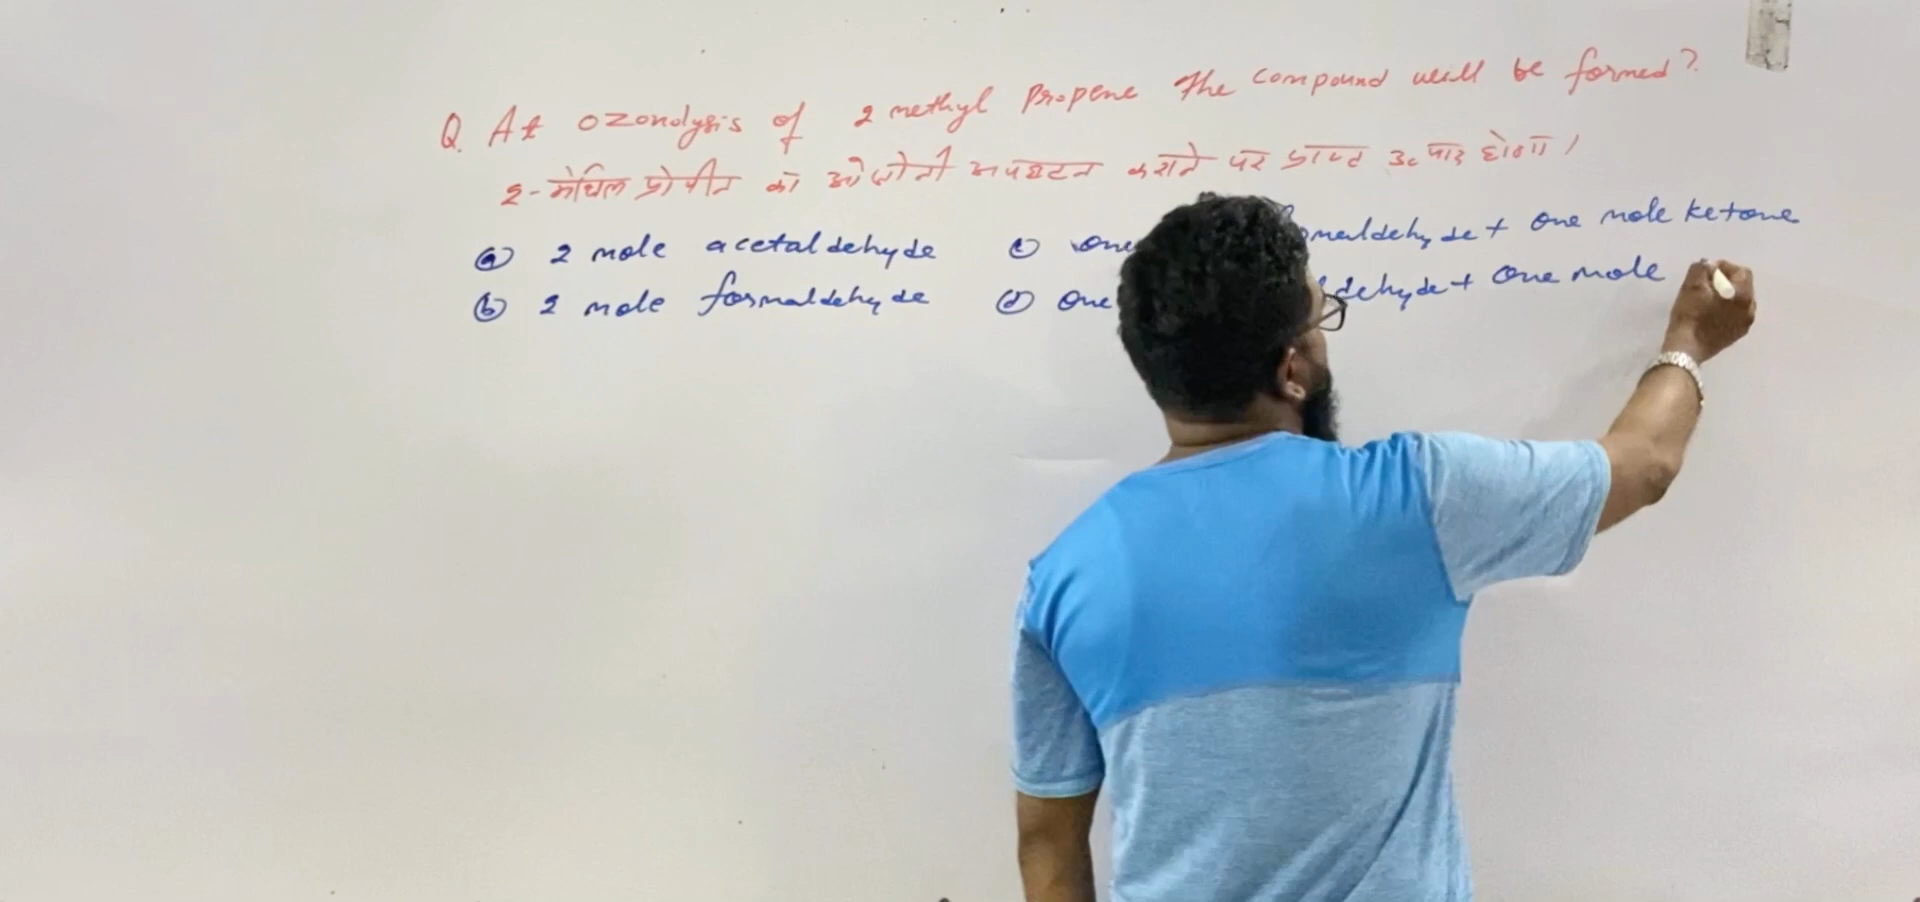 Q. At ozonolysis of 2 methyl Propene the compound will be formed?
2-मेथिल प्रोपीन का ओजोनी अपघटन कराने पर प्राप्त उत्पाद होगा।
(a) 2 mole acetaldehyde (c) one maldehyde + one mole ketone
(b) 2 mole formaldehyde (d) one dehyde + one mole